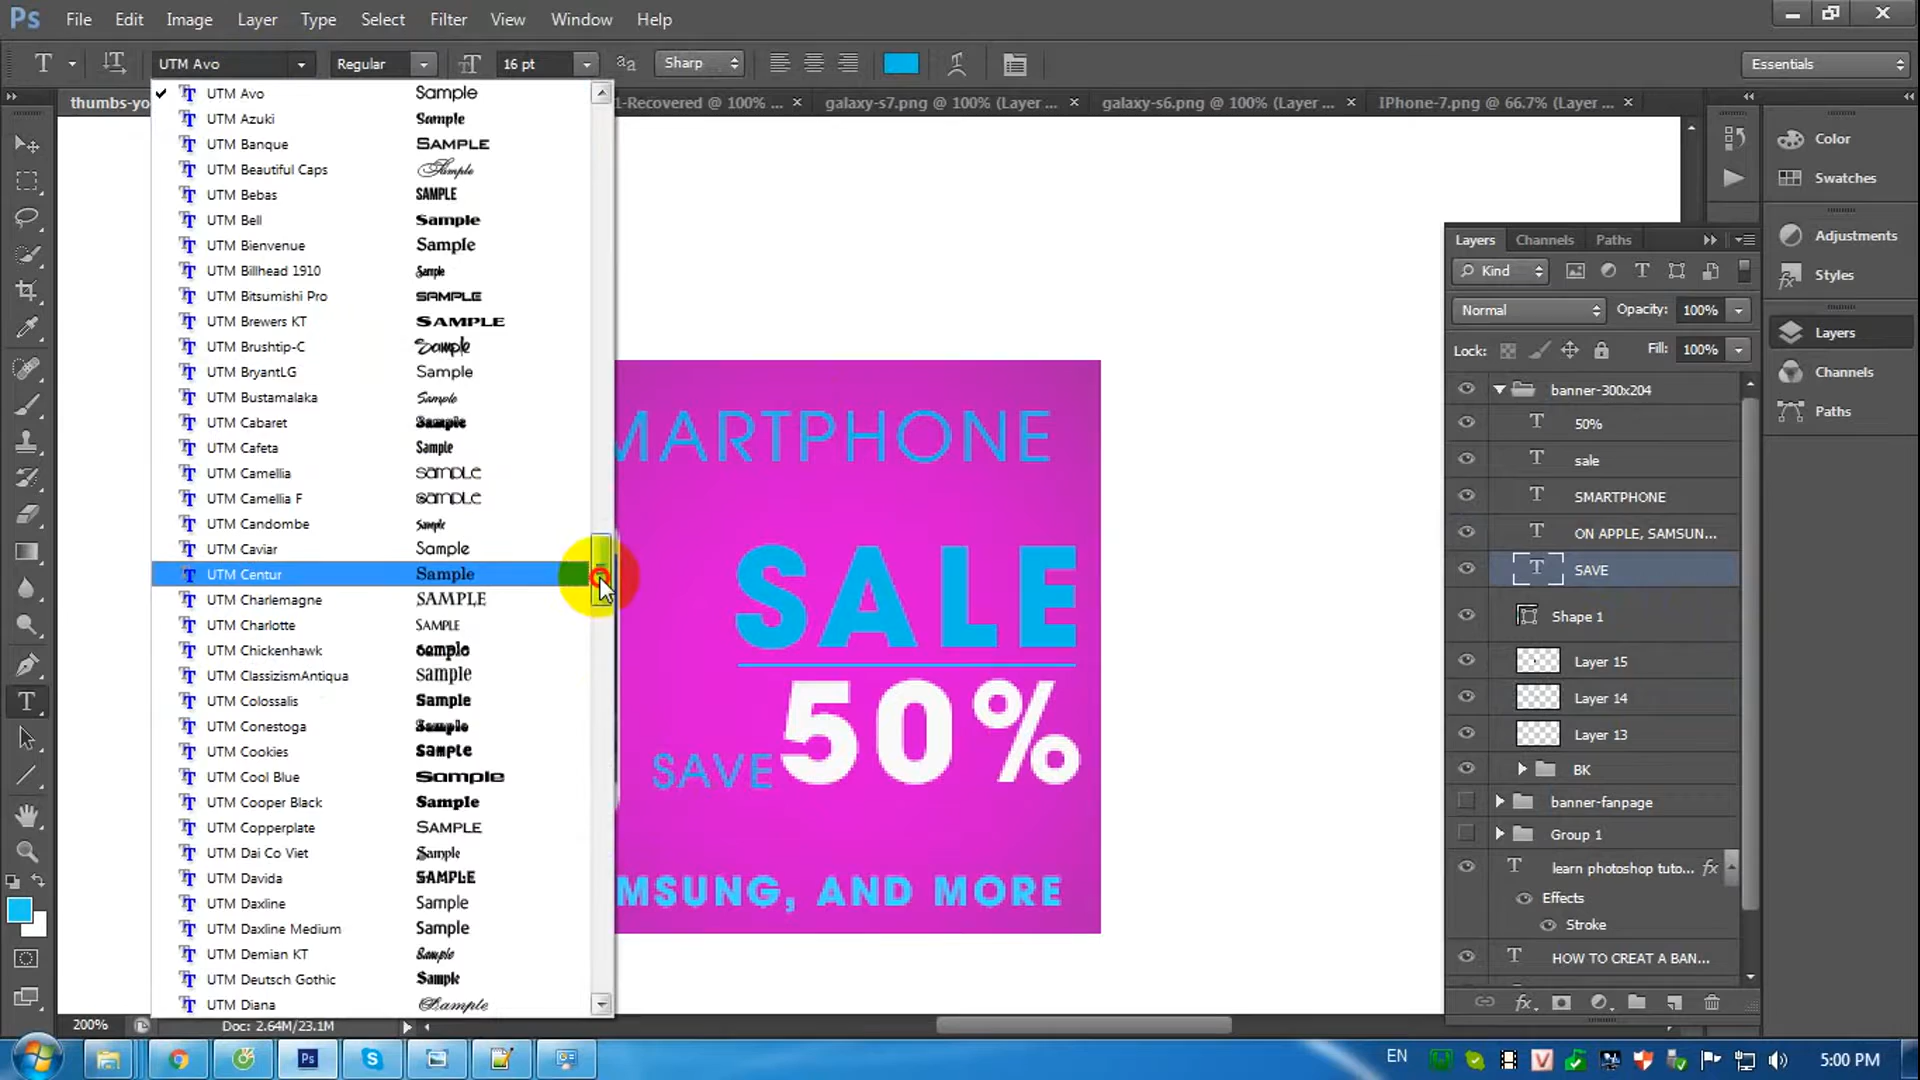 Ps File Edit Image Layer Type Select Filter View Window Help
UTM Avo Regular 16 pt Sharp Essentials
thumbs-yo 1-Recovered @ 100% ... × galaxy-s7.png @ 100% (Layer ... × galaxy-s6.png @ 100% (Layer ... × IPhone-7.png @ 66.7% (Layer ... ×
UTM Avo Sample
UTM Azuki Sample
UTM Banque SAMPLE
UTM Beautiful Caps Sample
UTM Bebas SAMPLE
UTM Bell Sample
UTM Bienvenue Sample
UTM Billhead 1910 Sample
UTM Bitsumishi Pro SAMPLE
UTM Brewers KT SAMPLE
UTM Brushtip-C Sample
UTM BryantLG Sample
UTM Bustamalaka Sample
UTM Cabaret Sample
UTM Cafeta Sample
UTM Camellia sample
UTM Camellia F sample
UTM Candombe Sample
UTM Caviar Sample
UTM Centur Sample
UTM Charlemagne SAMPLE
UTM Charlotte SAMPLE
UTM Chickenhawk Sample
UTM ClassizismAntiqua Sample
UTM Colossalis Sample
UTM Conestoga Sample
UTM Cookies Sample
UTM Cool Blue Sample
UTM Cooper Black Sample
UTM Copperplate SAMPLE
UTM Dai Co Viet Sample
UTM Davida SAMPLE
UTM Daxline Sample
UTM Daxline Medium Sample
UTM Demian KT Sample
UTM Deutsch Gothic Sample
UTM Diana Sample
MARTPHONE
SALE
SAVE 50%
MSUNG, AND MORE
Layers Channels Paths
Kind
Normal Opacity: 100%
Lock: Fill: 100%
banner-300x204
T 50%
T sale
T SMARTPHONE
T ON APPLE, SAMSUN...
T SAVE
Shape 1
Layer 15
Layer 14
Layer 13
BK
banner-fanpage
Group 1
T learn photoshop tuto... fx
Effects
Stroke
T HOW TO CREAT A BAN...
Color
Swatches
Adjustments
Styles
Layers
Channels
Paths
200% Doc: 2.64M/23.1M
Ps EN 5:00 PM